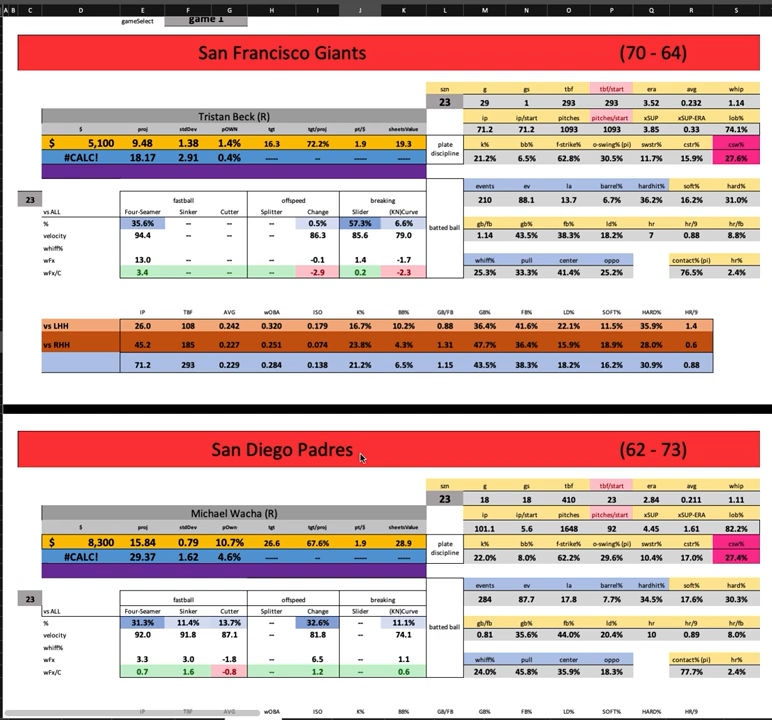 A B C D E F G H I J K L M N O P Q R S
gameSelect game 1
San Francisco Giants (70 - 64)
szn g gs tbf tbf/start era avg whip
23 29 1 293 293 3.52 0.232 1.14
Tristan Beck (R) ip ip/start pitches pitches/start xSUP xSUP-ERA lob%
$ proj stdDev pOWN tgt tgt/proj pt/$ sheetsValue 71.2 71.2 1093 1093 3.85 0.33 74.1%
$ 5,100 9.48 1.38 1.4% 16.3 72.2% 1.9 19.3 plate discipline k% bb% f-strike% o-swing% (pi) swstr% cstr% csw%
#CALC! 18.17 2.91 0.4% ----- ----- ----- ----- 21.2% 6.5% 62.8% 30.5% 11.7% 15.9% 27.6%
events ev la barrel% hardhit% soft% hard%
23 fastball offspeed breaking batted ball 210 88.1 13.7 6.7% 36.2% 16.2% 31.0%
vs ALL Four-Seamer Sinker Cutter Splitter Change Slider (KN)Curve
% 35.6% -- -- -- 0.5% 57.3% 6.6% gb/fb gb% fb% ld% hr hr/9 hr/fb
velocity 94.4 -- -- -- 86.3 85.6 79.0 1.14 43.5% 38.3% 18.2% 7 0.88 8.8%
whiff%
wFx 13.0 -- -- -- -0.1 1.4 -1.7 whiff% pull center oppo contact% (pi) hr%
wFx/C 3.4 -- -- -- -2.9 0.2 -2.3 25.3% 33.3% 41.4% 25.2% 76.5% 2.4%
IP TBF AVG wOBA ISO K% BB% GB/FB GB% FB% LD% SOFT% HARD% HR/9
vs LHH 26.0 108 0.242 0.320 0.179 16.7% 10.2% 0.88 36.4% 41.6% 22.1% 11.5% 35.9% 1.4
vs RHH 45.2 185 0.227 0.251 0.074 23.8% 4.3% 1.31 47.7% 36.4% 15.9% 18.9% 28.0% 0.6
71.2 293 0.229 0.284 0.138 21.2% 6.5% 1.15 43.5% 38.3% 18.2% 16.2% 30.9% 0.88
San Diego Padres (62 - 73)
szn g gs tbf tbf/start era avg whip
23 18 18 410 23 2.84 0.211 1.11
Michael Wacha (R) ip ip/start pitches pitches/start xSUP xSUP-ERA lob%
$ proj stdDev pOwn tgt tgt/proj pt/$ sheetsValue 101.1 5.6 1648 92 4.45 1.61 82.2%
$ 8,300 15.84 0.79 10.7% 26.6 67.6% 1.9 28.9 plate discipline k% bb% f-strike% o-swing% (pi) swstr% cstr% csw%
#CALC! 29.37 1.62 4.6% ----- ----- ----- ----- 22.0% 8.0% 62.2% 29.6% 10.4% 17.0% 27.4%
events ev la barrel% hardhit% soft% hard%
23 fastball offspeed breaking batted ball 284 87.7 17.8 7.7% 34.5% 17.6% 30.3%
vs ALL Four-Seamer Sinker Cutter Splitter Change Slider (KN)Curve
% 31.3% 11.4% 13.7% -- 32.6% -- 11.1% gb/fb gb% fb% ld% hr hr/9 hr/fb
velocity 92.0 91.8 87.1 -- 81.8 -- 74.1 0.81 35.6% 44.0% 20.4% 10 0.89 8.0%
whiff%
wFx 3.3 3.0 -1.8 -- 6.5 -- 1.1 whiff% pull center oppo contact% (pi) hr%
wFx/C 0.7 1.6 -0.8 -- 1.2 -- 0.6 24.0% 45.8% 35.9% 18.3% 77.7% 2.4%
IP TBF AVG wOBA ISO K% BB% GB/FB GB% FB% LD% SOFT% HARD% HR/9